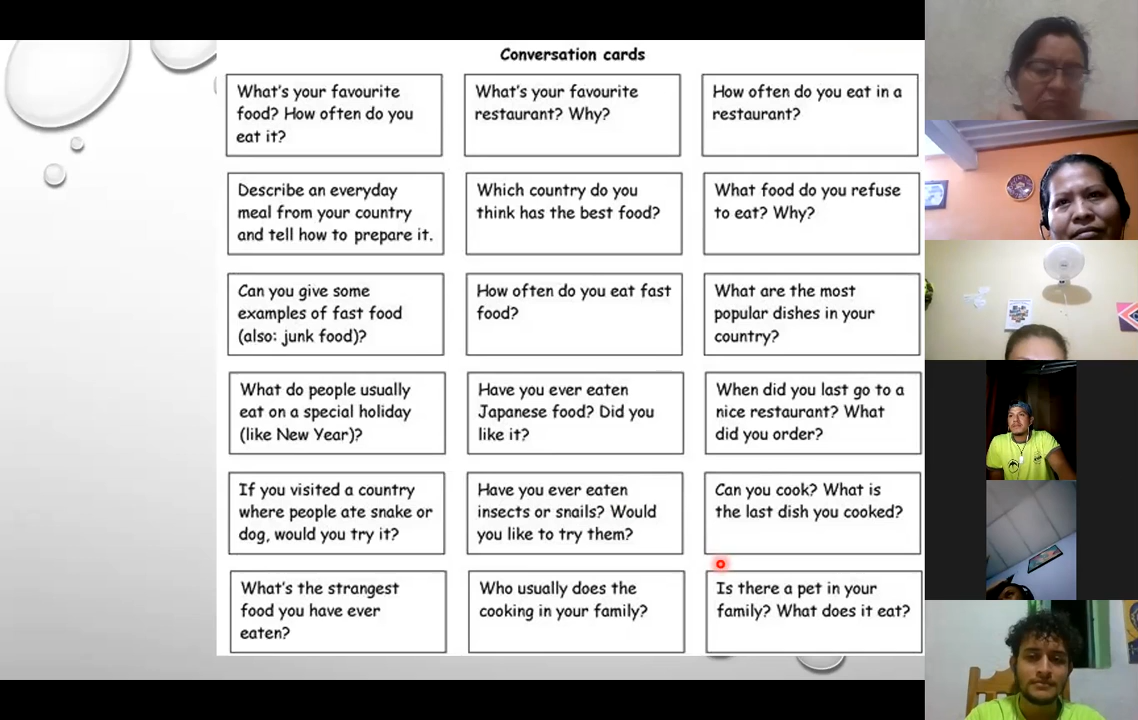 Conversation cards
What's your favourite
food? How often do you
eat it?
What's your favourite
restaurant? Why?
How often do you eat in a
restaurant?
Describe an everyday
meal from your country
and tell how to prepare it.
Which country do you
think has the best food?
What food do you refuse
to eat? Why?
Can you give some
examples of fast food
(also: junk food)?
How often do you eat fast
food?
What are the most
popular dishes in your
country?
What do people usually
eat on a special holiday
(like New Year)?
Have you ever eaten
Japanese food? Did you
like it?
When did you last go to a
nice restaurant? What
did you order?
If you visited a country
where people ate snake or
dog, would you try it?
Have you ever eaten
insects or snails? Would
you like to try them?
Can you cook? What is
the last dish you cooked?
What's the strangest
food you have ever
eaten?
Who usually does the
cooking in your family?
Is there a pet in your
family? What does it eat?